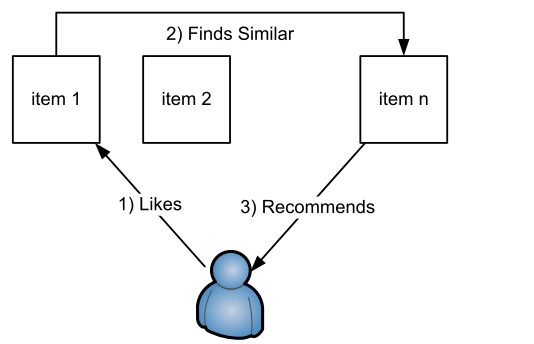 2) Finds Similar
item 1
item 2
item n
1) Likes
3) Recommends